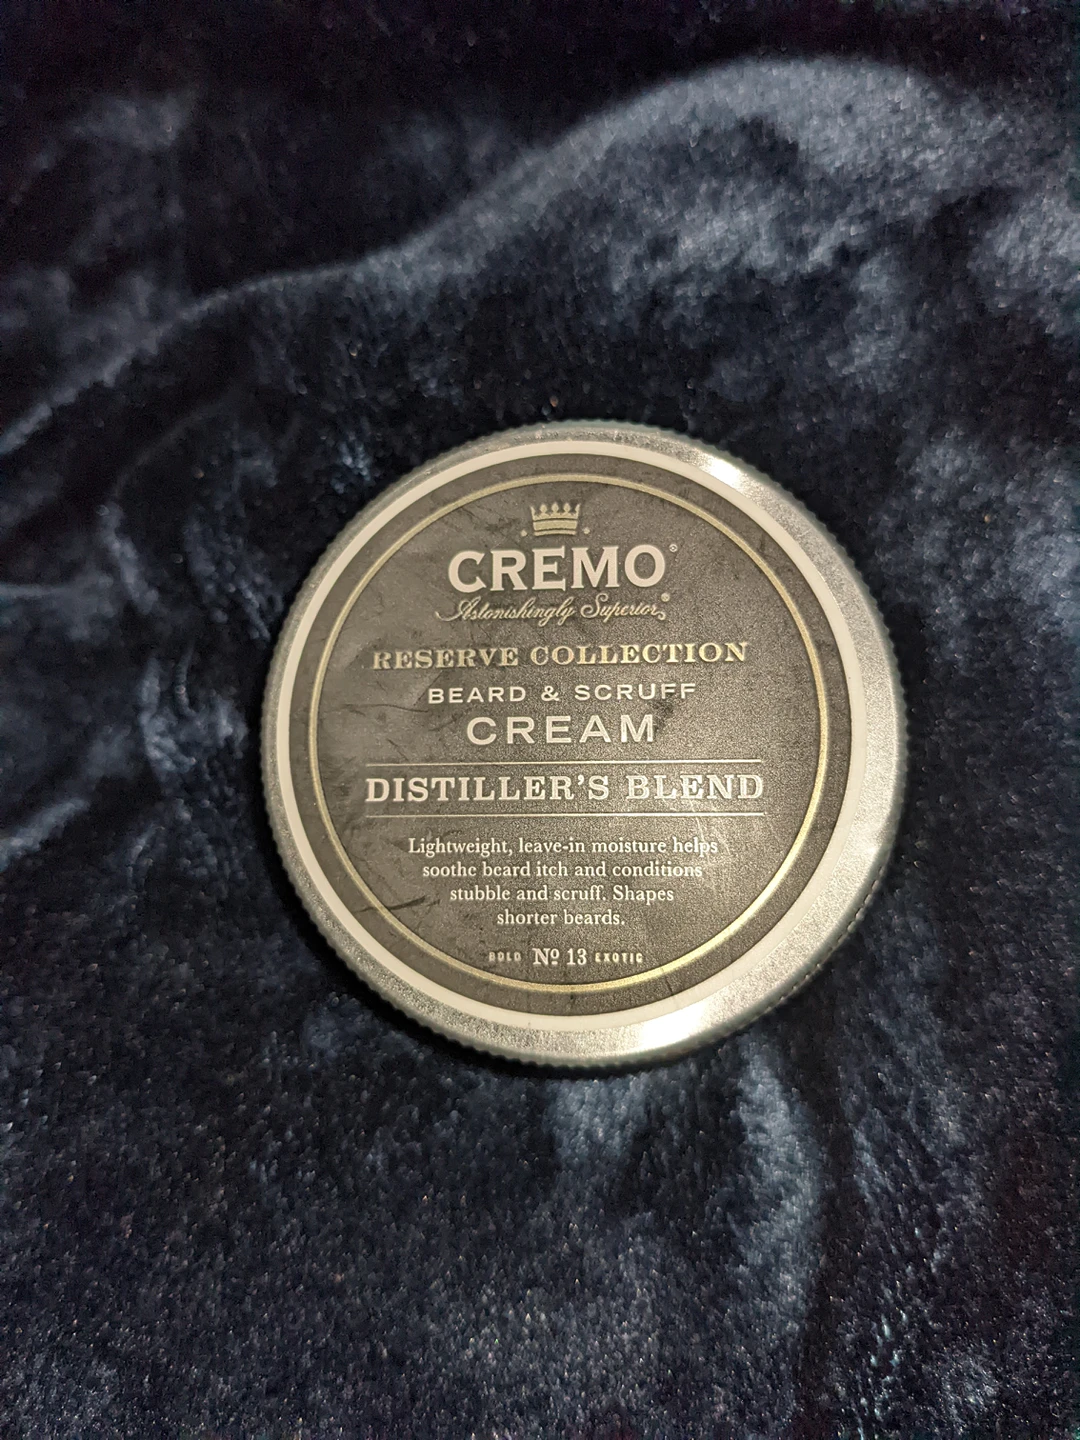 CREMO®
Astonishingly Superior®
RESERVE COLLECTION
BEARD & SCRUFF
CREAM
DISTILLER'S BLEND
Lightweight, leave-in moisture helps
soothe beard itch and conditions
stubble and scruff. Shapes
shorter beards.
BOLD Nº 13 EXOTIC